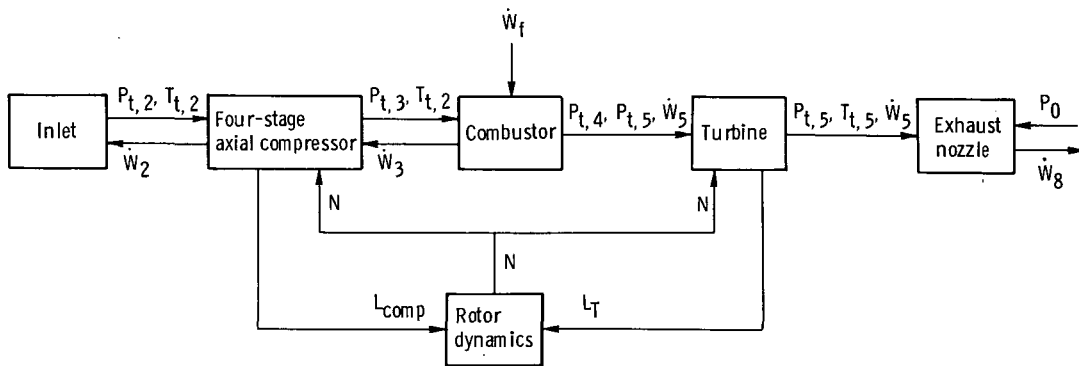 Ẇf
Pt,2, Tt,2
Pt,3, Tt,2
Pt,4, Pt,5, Ẇ5
Pt,5, Tt,5, Ẇ5
P0
Inlet
Four-stage
axial compressor
Combustor
Turbine
Exhaust
nozzle
Ẇ2
Ẇ3
Ẇ8
N
N
N
Lcomp
LT
Rotor
dynamics